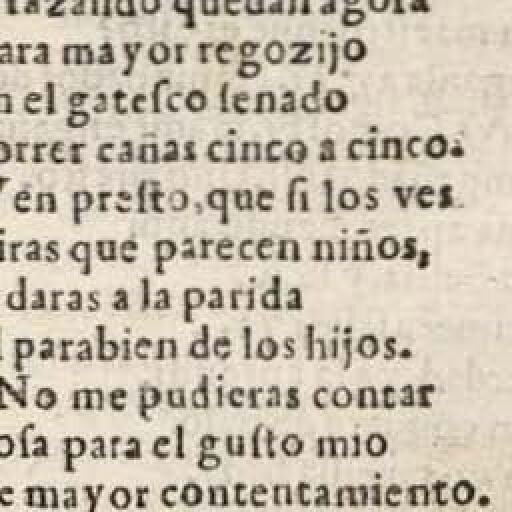 razando quedan agora
ara mayor regozijo
n el gateſco ſenado
orrer cañas cinco a cinco.
Ven preſto, que ſi los ves
iras que parecen niños,
daras a la parida
l parabien de los hijos.
No me pudieras contar
oſa para el guſto mio
e mayor contentamiento.